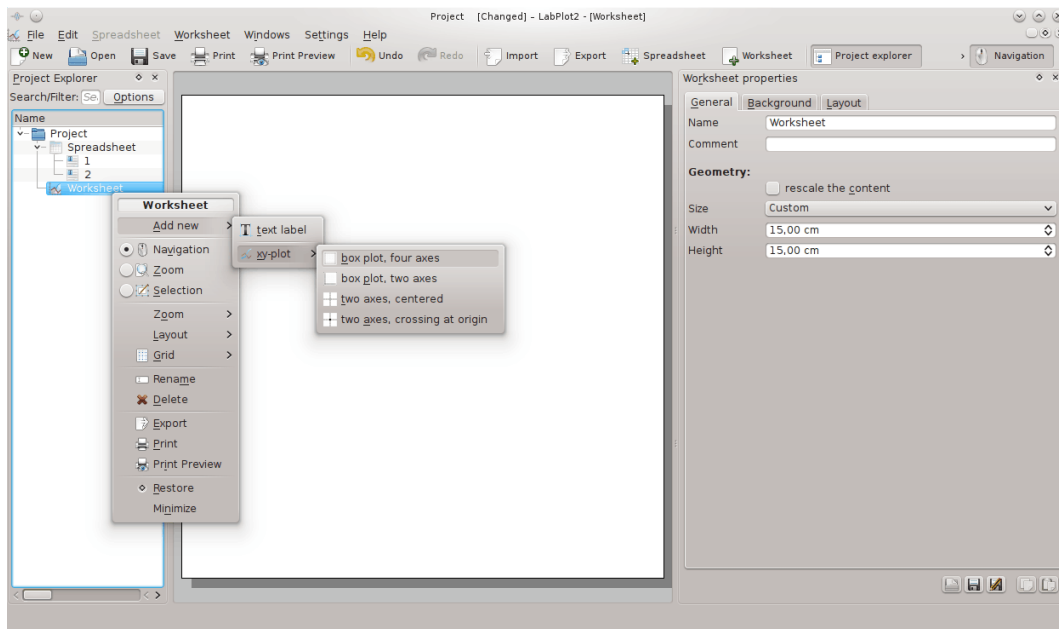 Project [Changed] – LabPlot2 - [Worksheet]
File Edit Spreadsheet Worksheet Windows Settings Help
New Open Save Print Print Preview Undo Redo Import Export Spreadsheet Worksheet Project explorer > Navigation
Project Explorer
Search/Filter: Se. Options
Name
Project
Spreadsheet
1
2
Worksheet
Worksheet
Add new >
Navigation
Zoom
Selection
Zoom >
Layout >
Grid >
Rename
Delete
Export
Print
Print Preview
Restore
Minimize
text label
xy-plot >
box plot, four axes
box plot, two axes
two axes, centered
two axes, crossing at origin
Worksheet properties
General Background Layout
Name Worksheet
Comment
Geometry:
rescale the content
Size Custom
Width 15,00 cm
Height 15,00 cm